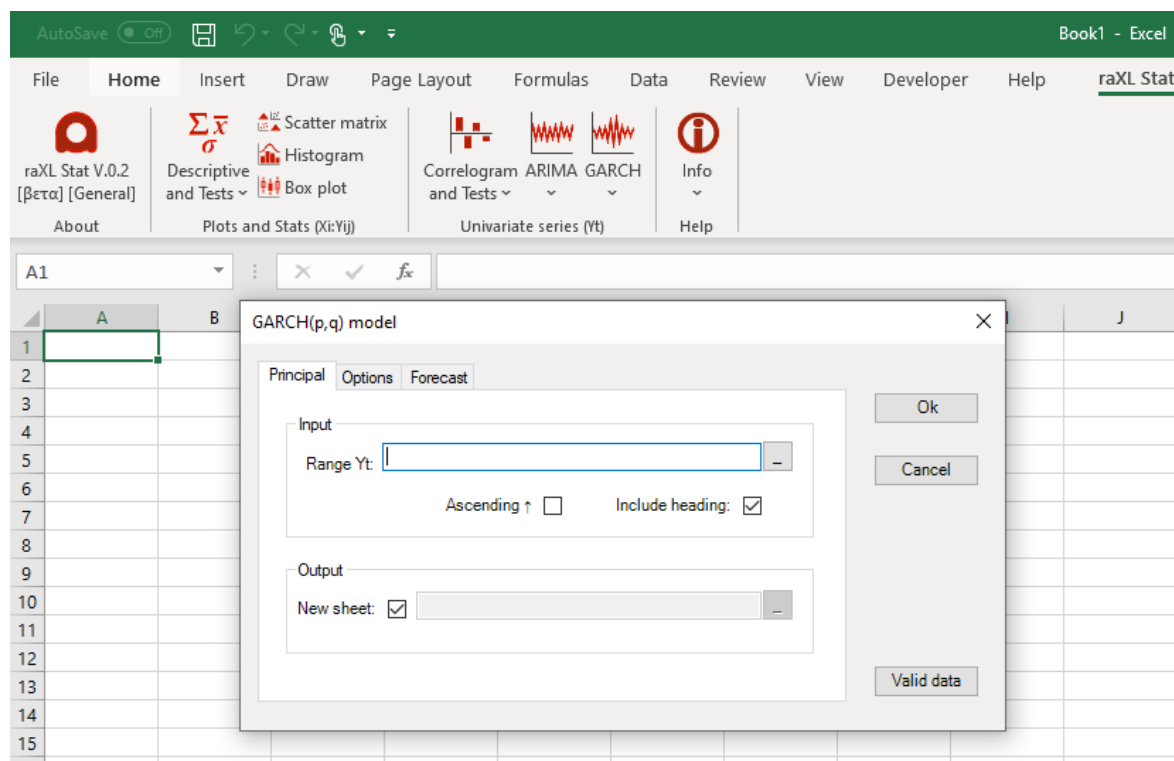 AutoSave Off
Book1 - Excel
File Home Insert Draw Page Layout Formulas Data Review View Developer Help raXL Stat
raXL Stat V.0.2
[βετα] [General]
About
Σ x̅
σ
Descriptive
and Tests
Scatter matrix
Histogram
Box plot
Plots and Stats (Xi:Yij)
Correlogram
and Tests
ARIMA
GARCH
Univariate series (Yt)
Info
Help
A1
fx
A B J
1
2
3
4
5
6
7
8
9
10
11
12
13
14
15
GARCH(p,q) model
Principal Options Forecast
Input
Range Yt:
_
Ascending ↑ Include heading:
Output
New sheet:
_
Ok
Cancel
Valid data